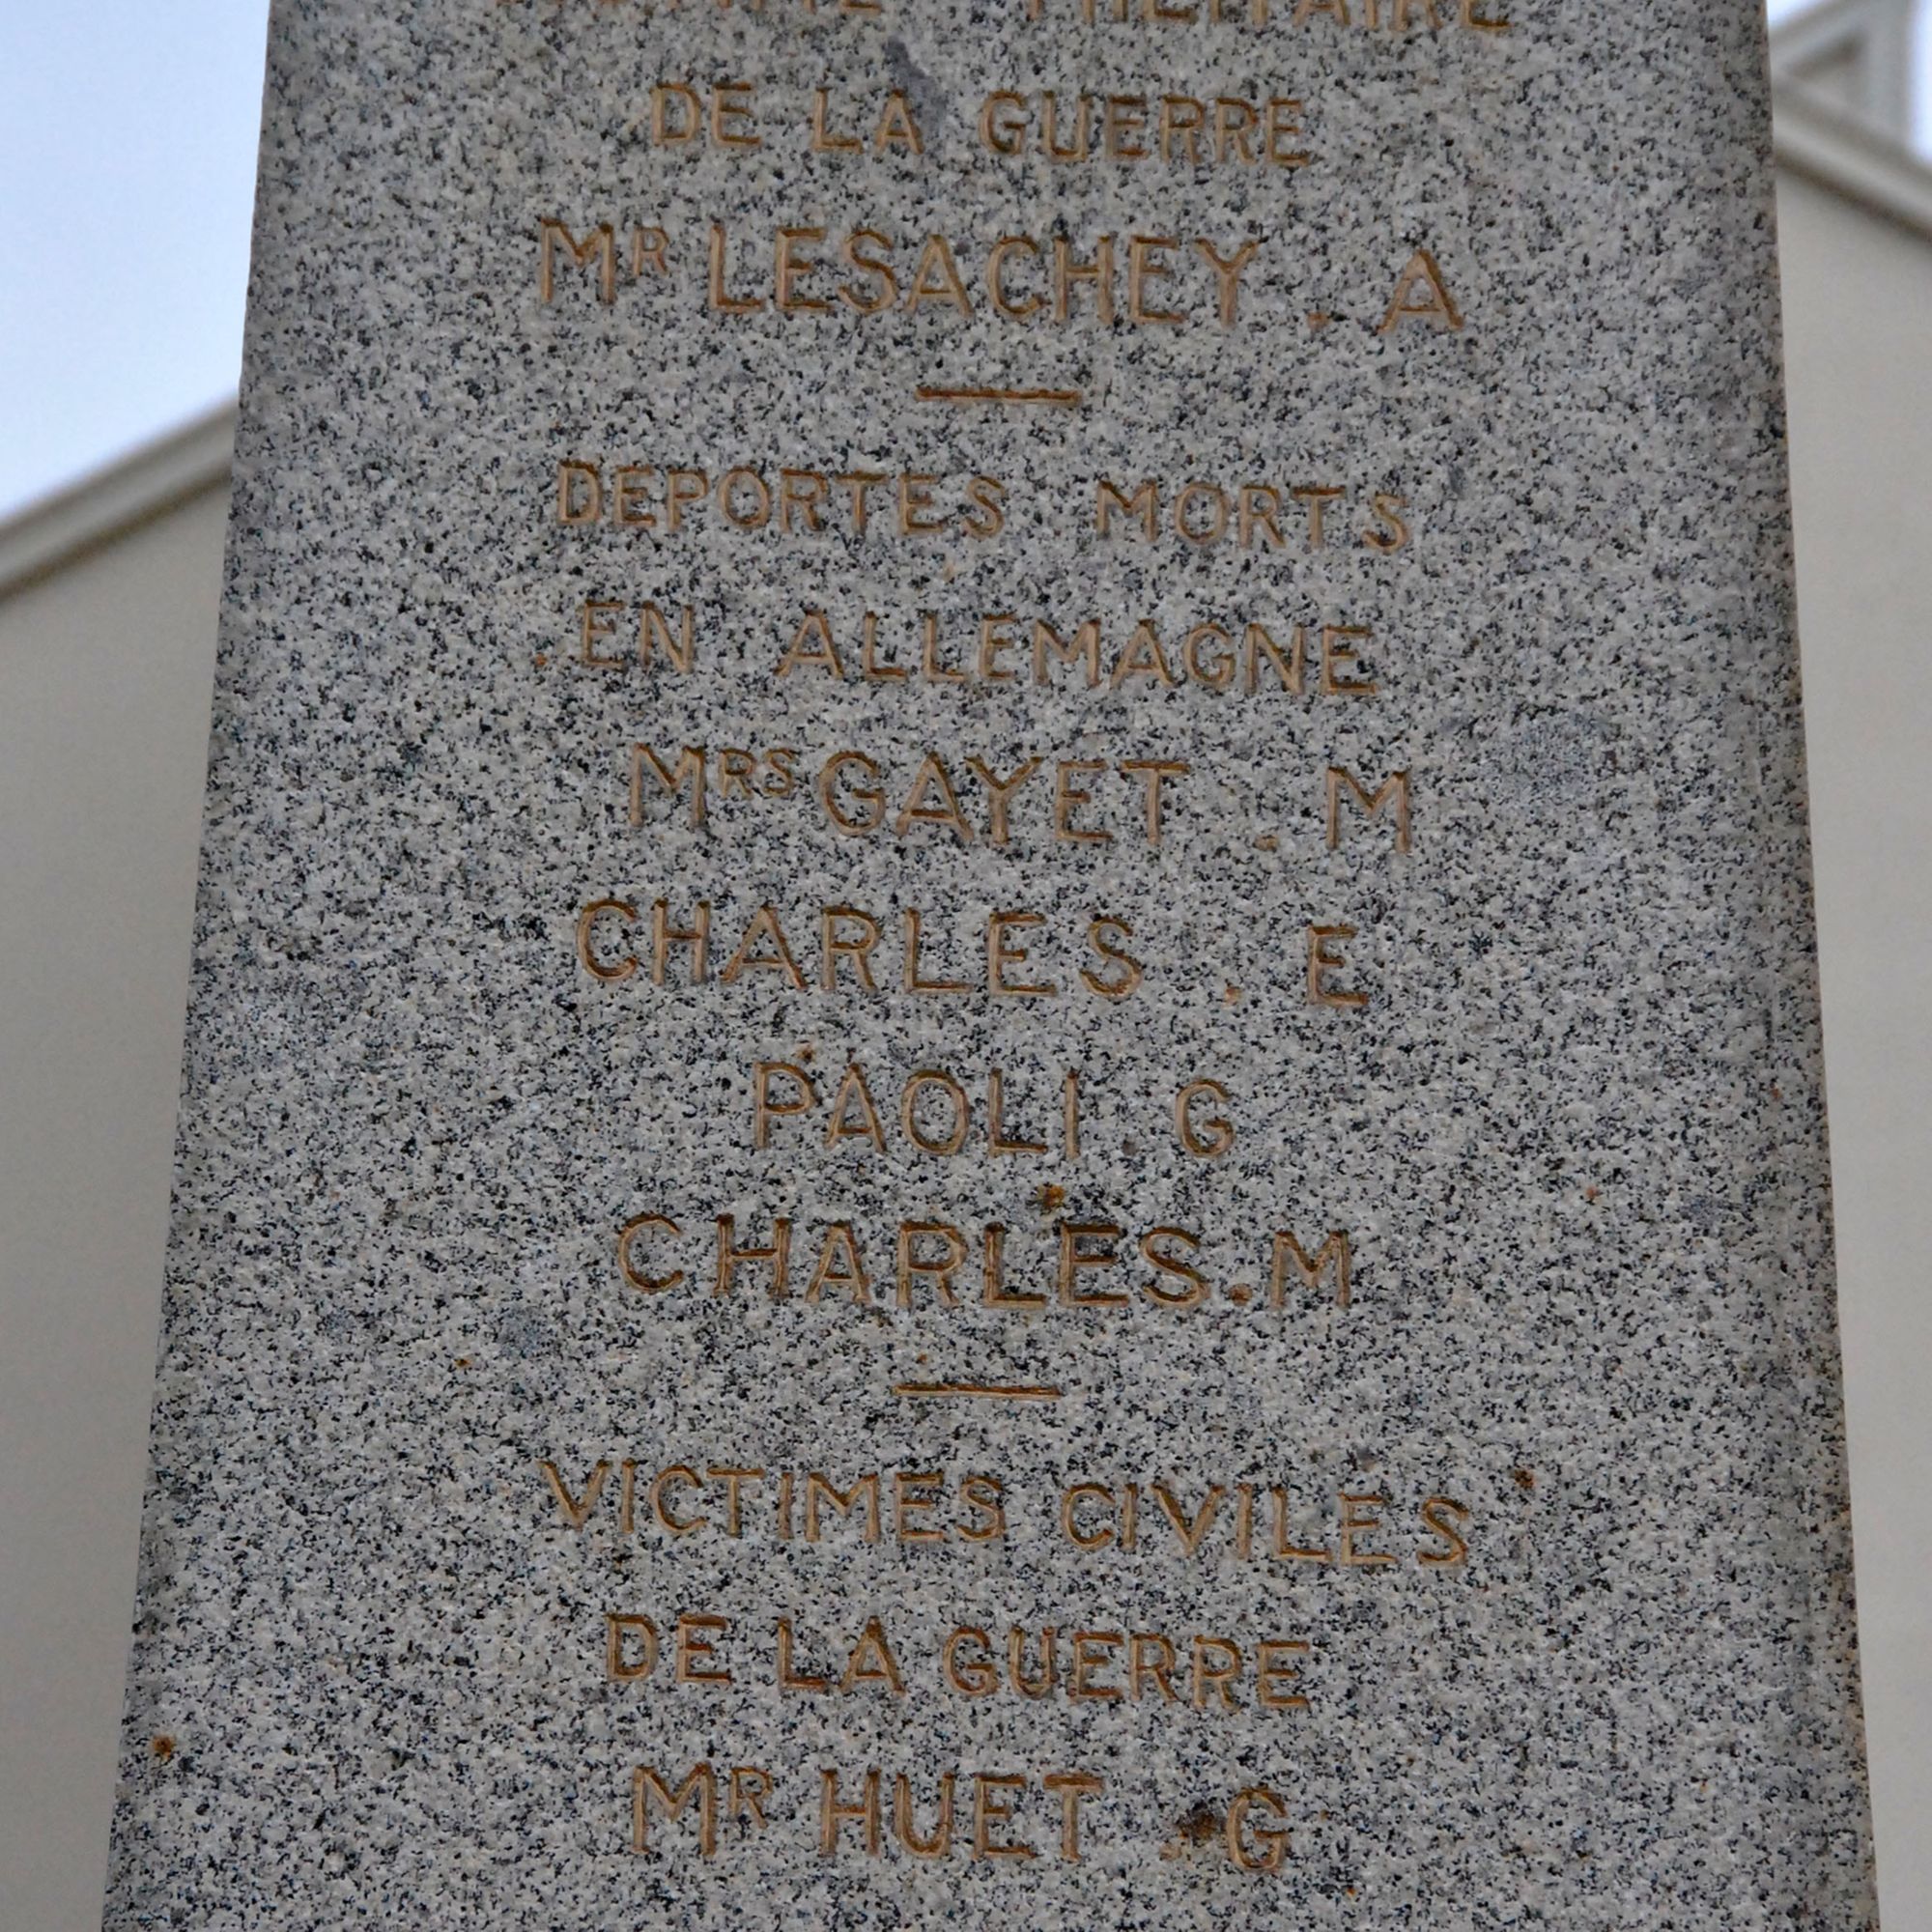 MILITAIRE
DE LA GUERRE
MR LESACHEY . A
DEPORTES MORTS
EN ALLEMAGNE
MRS GAYET . M
CHARLES . E
PAOLI . G
CHARLES . M
VICTIMES CIVILES
DE LA GUERRE
MR HUET . G